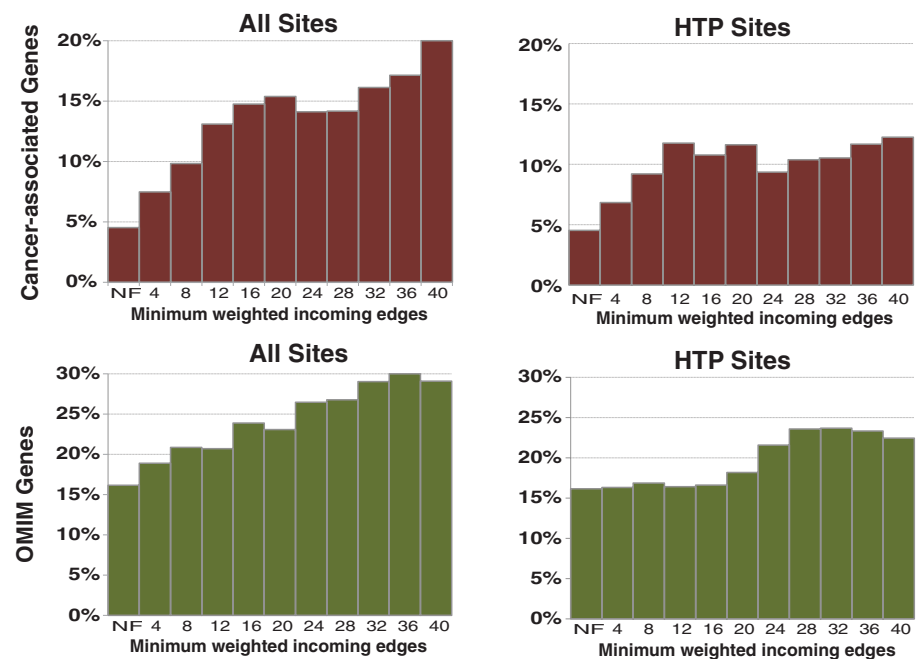 All Sites
Cancer-associated Genes
20%
15%
10%
5%
0%
NF 4 8 12 16 20 24 28 32 36 40
Minimum weighted incoming edges
HTP Sites
20%
15%
10%
5%
0%
NF 4 8 12 16 20 24 28 32 36 40
Minimum weighted incoming edges
All Sites
OMIM Genes
30%
25%
20%
15%
10%
5%
0%
NF 4 8 12 16 20 24 28 32 36 40
Minimum weighted incoming edges
HTP Sites
30%
25%
20%
15%
10%
5%
0%
NF 4 8 12 16 20 24 28 32 36 40
Minimum weighted incoming edges